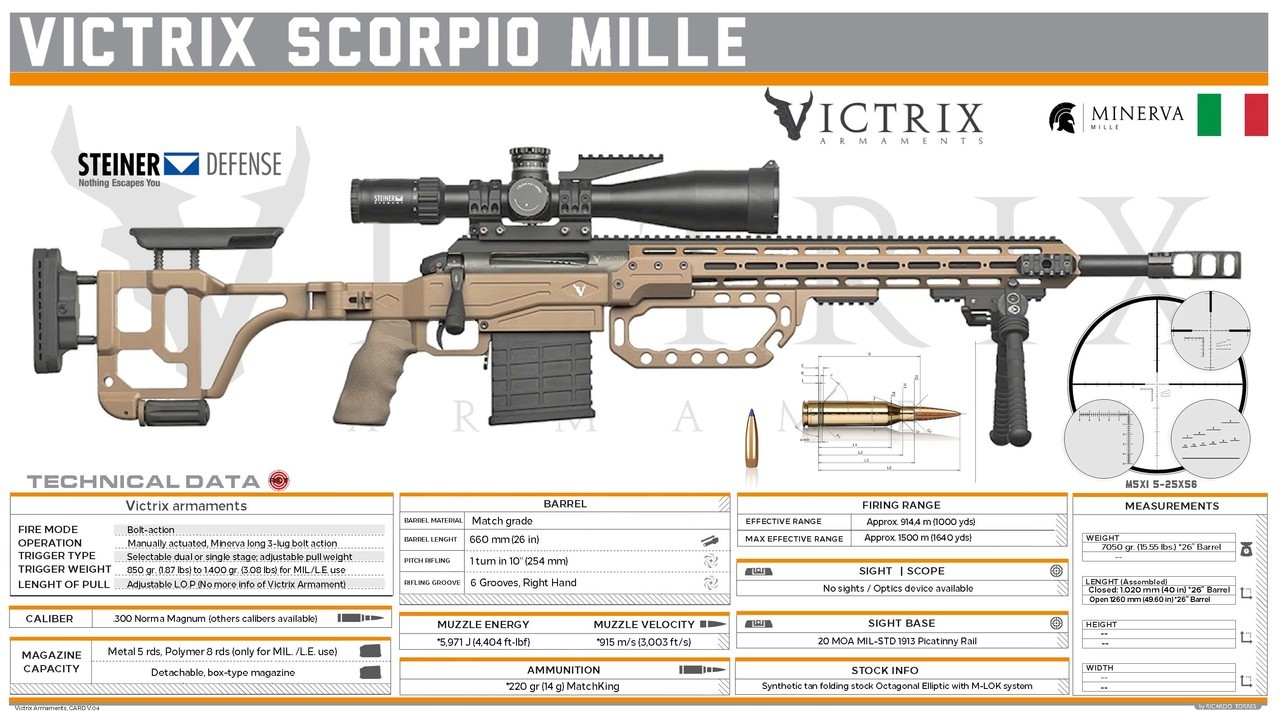 VICTRIX SCORPIO MILLE
VICTRIX
ARMAMENTS
MINERVA
MILLE
STEINER DEFENSE
Nothing Escapes You
VICTRIX
ARMAME
STEINER
GERMANY
M5XI 5-25X56
TECHNICAL DATA
Victrix armaments
FIRE MODE Bolt-action
OPERATION Manually actuated, Minerva long 3-lug bolt action
TRIGGER TYPE Selectable dual or single stage; adjustable pull weight
TRIGGER WEIGHT 850 gr. (1.87 lbs) to 1.400 gr. (3.08 lbs) for MIL./L.E. use
LENGHT OF PULL Adjustable L.O.P (No more info of Victrix Armament)
CALIBER .300 Norma Magnum (others calibers available)
MAGAZINE CAPACITY
Metal 5 rds, Polymer 8 rds (only for MIL. /L.E. use)
Detachable, box-type magazine
BARREL
BARREL MATERIAL Match grade
BARREL LENGHT 660 mm (26 in)
PITCH RIFLING 1 turn in 10" (254 mm)
RIFLING GROOVE 6 Grooves, Right Hand
MUZZLE ENERGY MUZZLE VELOCITY
*5,971 J (4,404 ft-lbf) *915 m/s (3,003 ft/s)
AMMUNITION
*220 gr (14 g) MatchKing
FIRING RANGE
EFFECTIVE RANGE Approx. 914,4 m (1000 yds)
MAX EFFECTIVE RANGE Approx. 1500 m (1640 yds)
SIGHT | SCOPE
No sights / Optics device available
SIGHT BASE
20 MOA MIL-STD 1913 Picatinny Rail
STOCK INFO
Synthetic tan folding stock Octagonal Elliptic with M-LOK system
MEASUREMENTS
WEIGHT
7050 gr. (15.55 lbs) *26" Barrel
--
LENGHT (Assembled)
Closed: 1.020 mm (40 in) *26" Barrel
Open 1260 mm (49.60 in) *26" Barrel
HEIGHT
--
--
WIDTH
--
--
Victrix Armaments, CARD V.04
by RICARDO TORRES